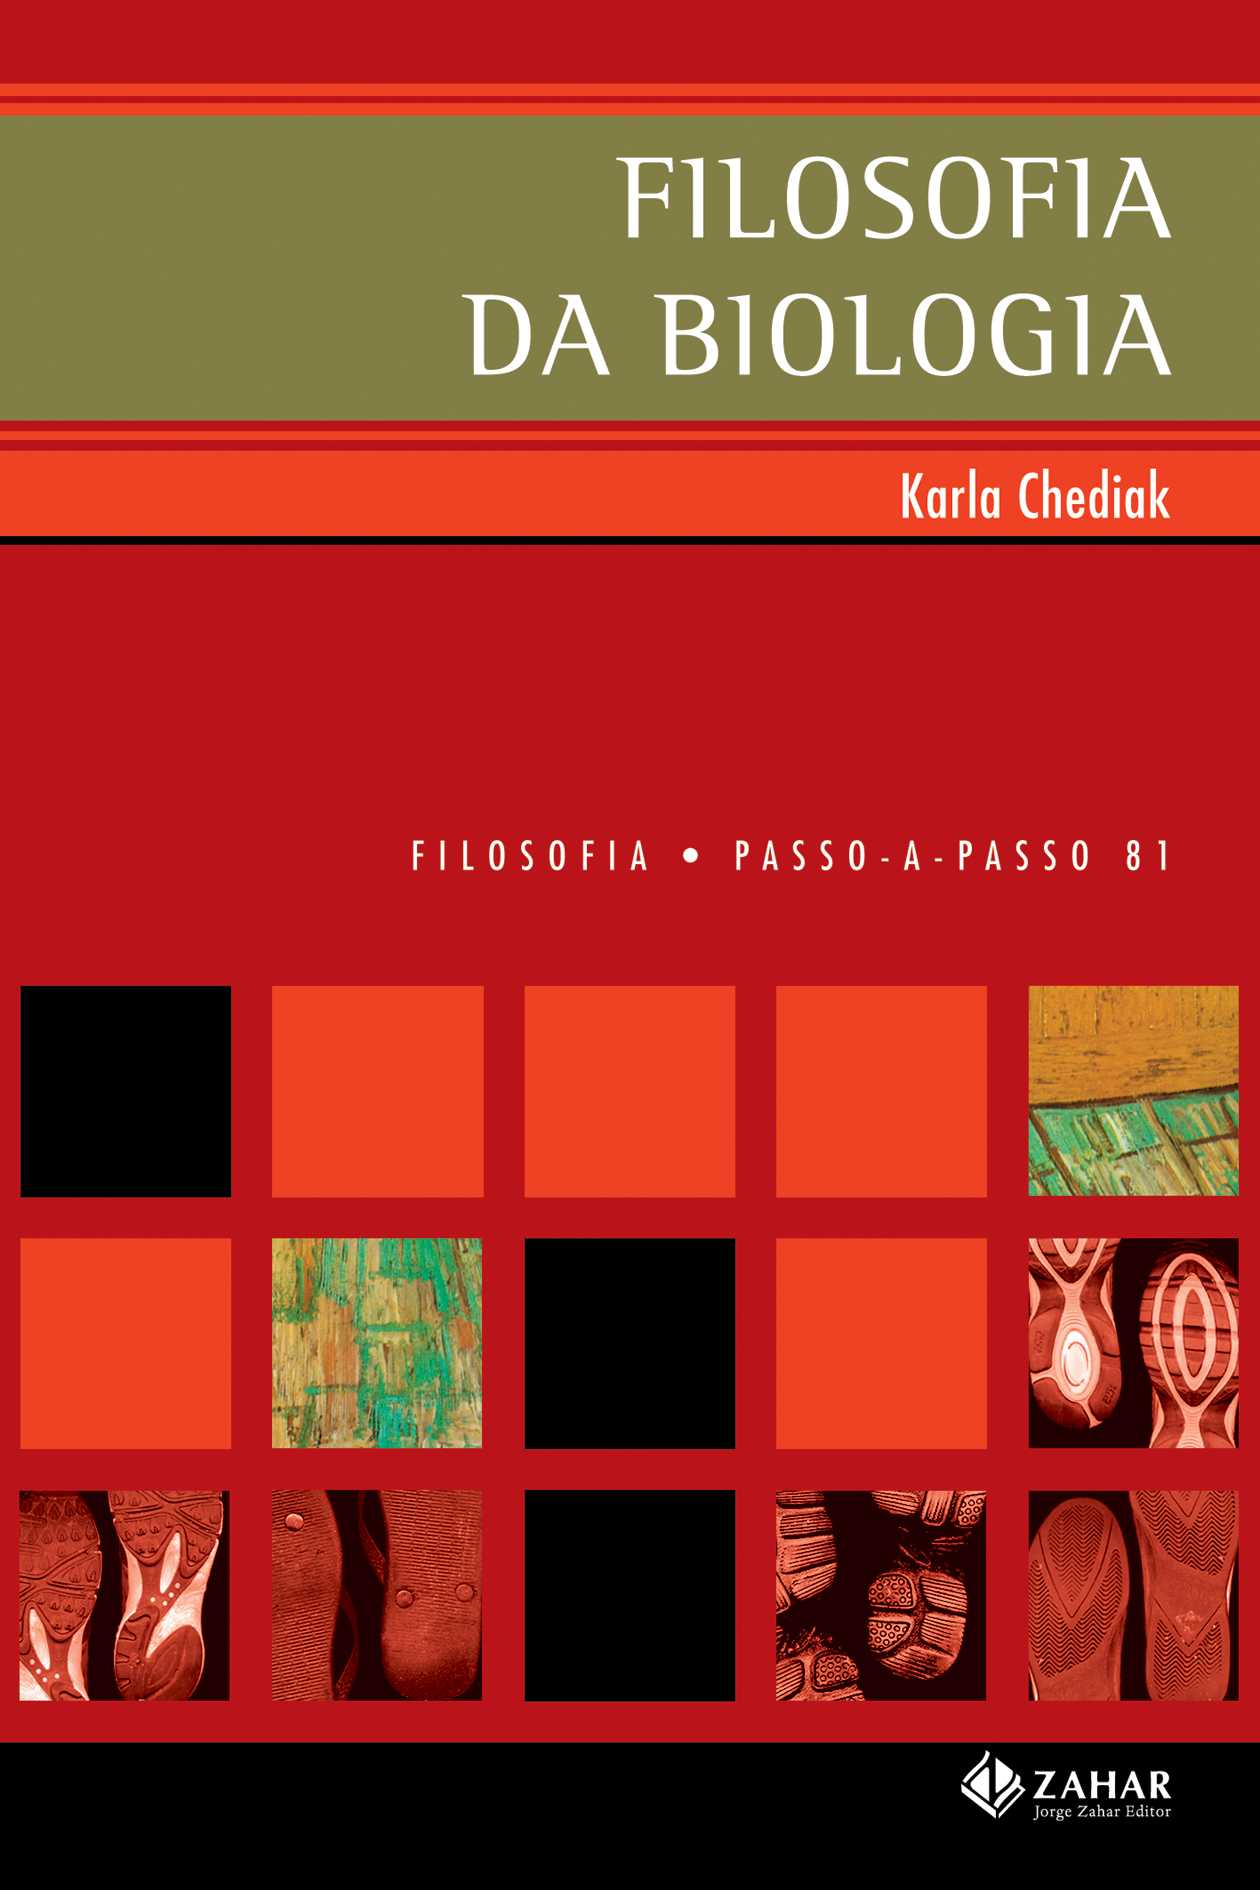 FILOSOFIA
DA BIOLOGIA
Karla Chediak
FILOSOFIA • PASSO-A-PASSO 81
ZAHAR
Jorge Zahar Editor